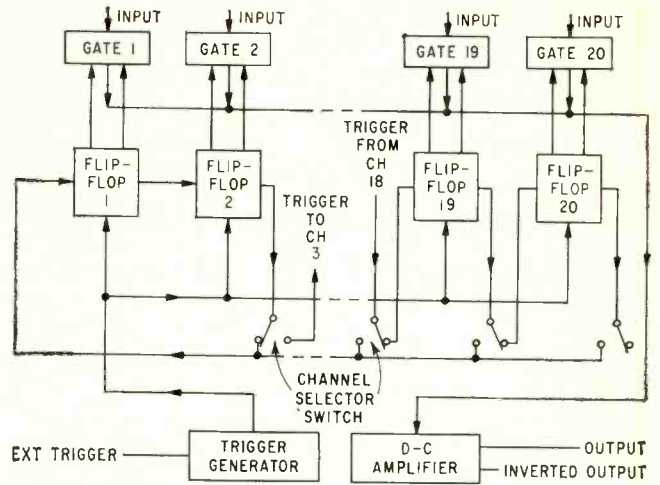 INPUT
INPUT
INPUT
INPUT
GATE 1
GATE 2
GATE 19
GATE 20
TRIGGER
FROM
CH
18
FLIP-
FLOP
1
FLIP-
FLOP
2
FLIP-
FLOP
19
FLIP-
FLOP
20
TRIGGER
TO
CH
3
CHANNEL
SELECTOR
SWITCH
EXT TRIGGER
TRIGGER
GENERATOR
D-C
AMPLIFIER
OUTPUT
INVERTED OUTPUT